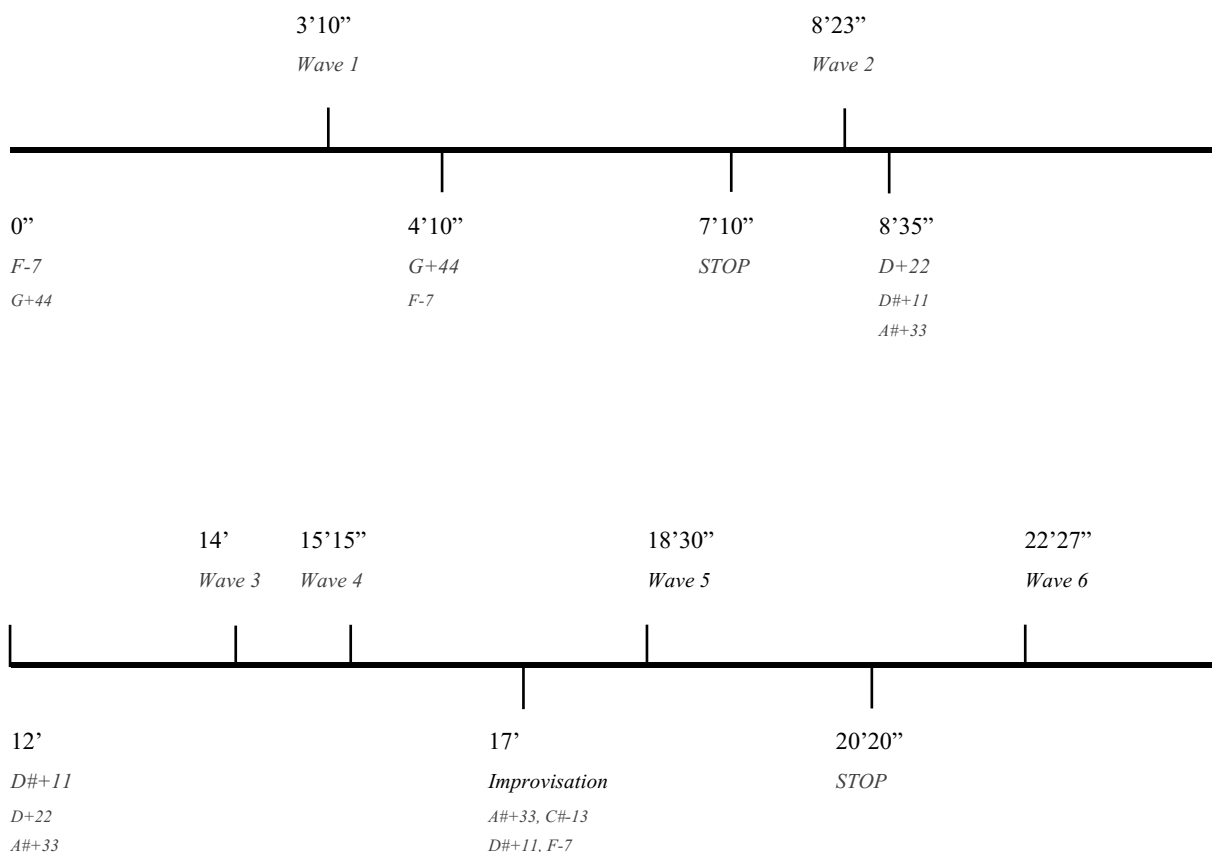 3’10” 8’23”
Wave 1 Wave 2
0” 4’10” 7’10” 8’35”
F-7 G+44 STOP D+22
G+44 F-7 D#+11
A#+33
14’ 15’15” 18’30” 22’27”
Wave 3 Wave 4 Wave 5 Wave 6
12’ 17’ 20’20”
D#+11 Improvisation STOP
D+22 A#+33, C#-13
A#+33 D#+11, F-7